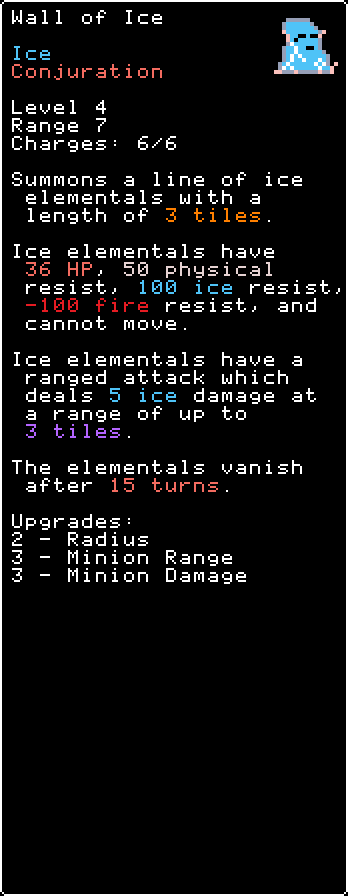 Wall of Ice
Ice
Conjuration
Level 4
Range 7
Charges: 6/6
Summons a line of ice
elementals with a
length of 3 tiles.
Ice elementals have
36 HP, 50 physical
resist, 100 ice resist,
-100 fire resist, and
cannot move.
Ice elementals have a
ranged attack which
deals 5 ice damage at
a range of up to
3 tiles.
The elementals vanish
after 15 turns.
Upgrades:
2 - Radius
3 - Minion Range
3 - Minion Damage